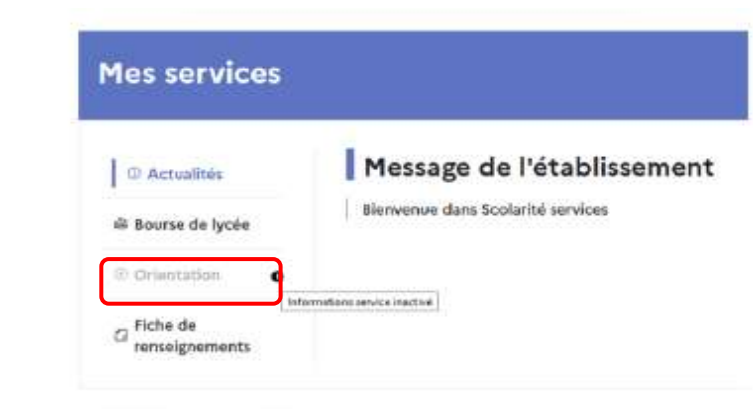 Mes services
Actualités
Bourse de lycée
Orientation
Informations service inactivé
Fiche de
renseignements
Message de l'établissement
Bienvenue dans Scolarité services